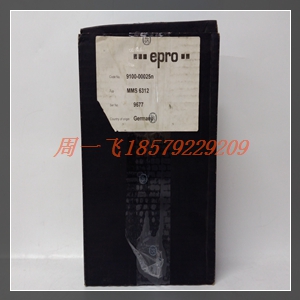 epro
9100-00025n
MMS 6312
9677
Germany
周一飞18579229209